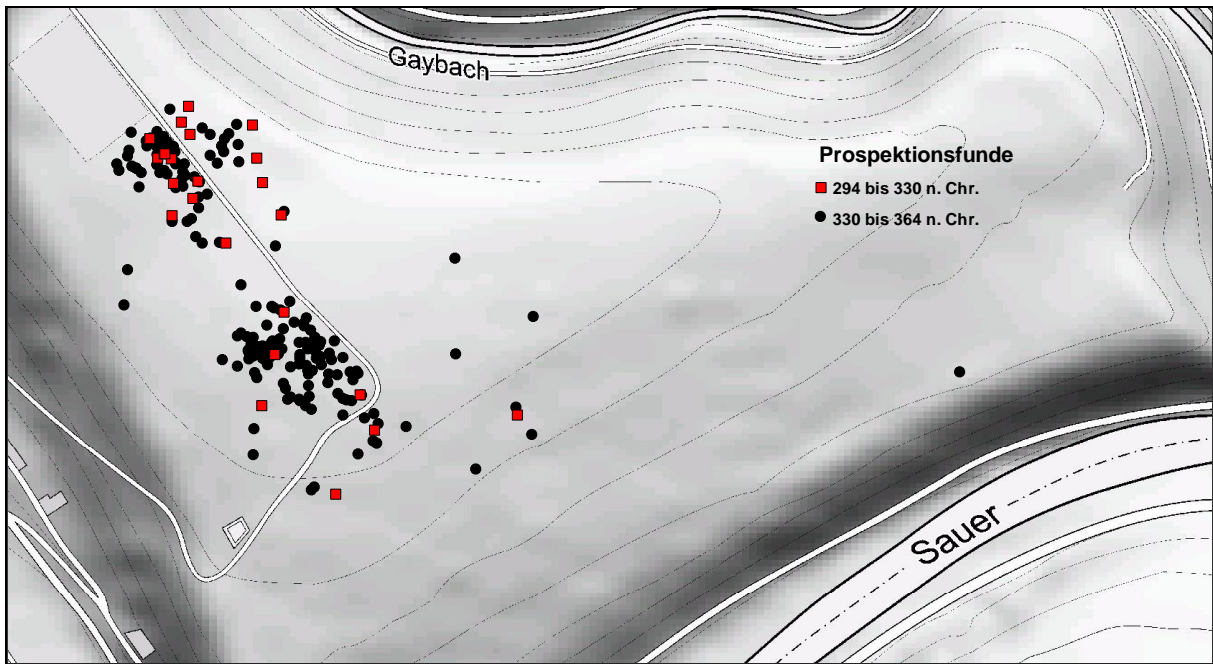 Gaybach
Prospektionsfunde
294 bis 330 n. Chr.
330 bis 364 n. Chr.
Sauer